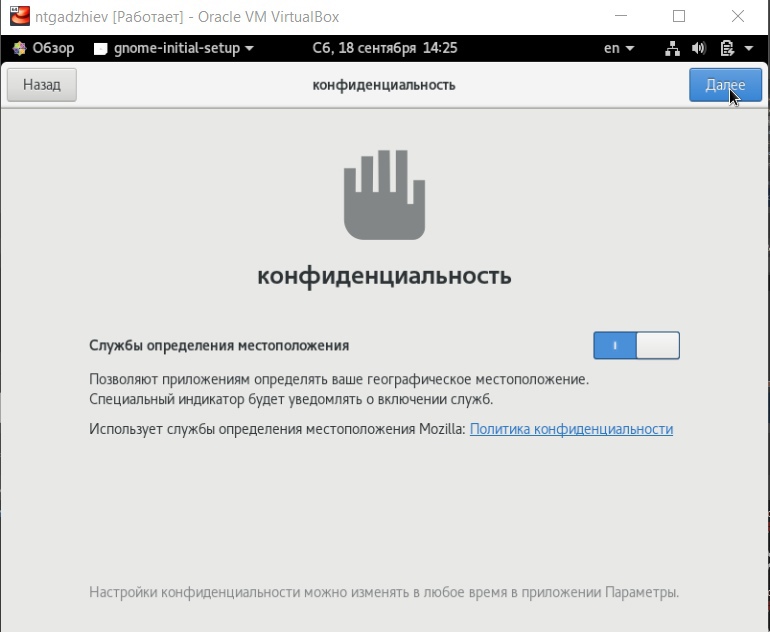 ntgadzhiev [Работает] - Oracle VM VirtualBox
Обзор gnome-initial-setup Сб, 18 сентября 14:25 en
Назад конфиденциальность Далее
конфиденциальность
Службы определения местоположения
Позволяют приложениям определять ваше географическое местоположение.
Специальный индикатор будет уведомлять о включении служб.
Использует службы определения местоположения Mozilla: Политика конфиденциальности
Настройки конфиденциальности можно изменять в любое время в приложении Параметры.